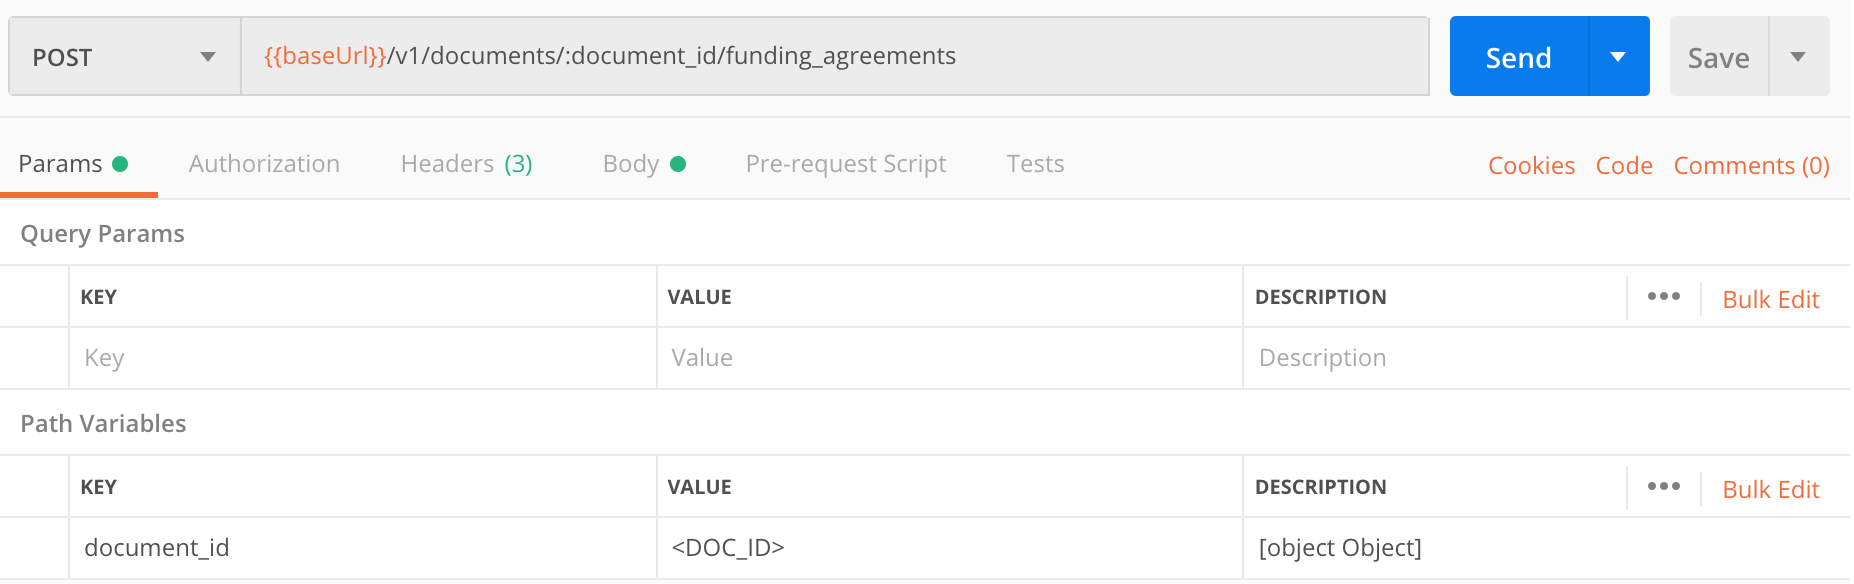 POST {{baseUrl}}/v1/documents/:document_id/funding_agreements Send Save
Params Authorization Headers (3) Body Pre-request Script Tests Cookies Code Comments (0)
Query Params
KEY VALUE DESCRIPTION ••• Bulk Edit
Key Value Description
Path Variables
KEY VALUE DESCRIPTION ••• Bulk Edit
document_id <DOC_ID> [object Object]